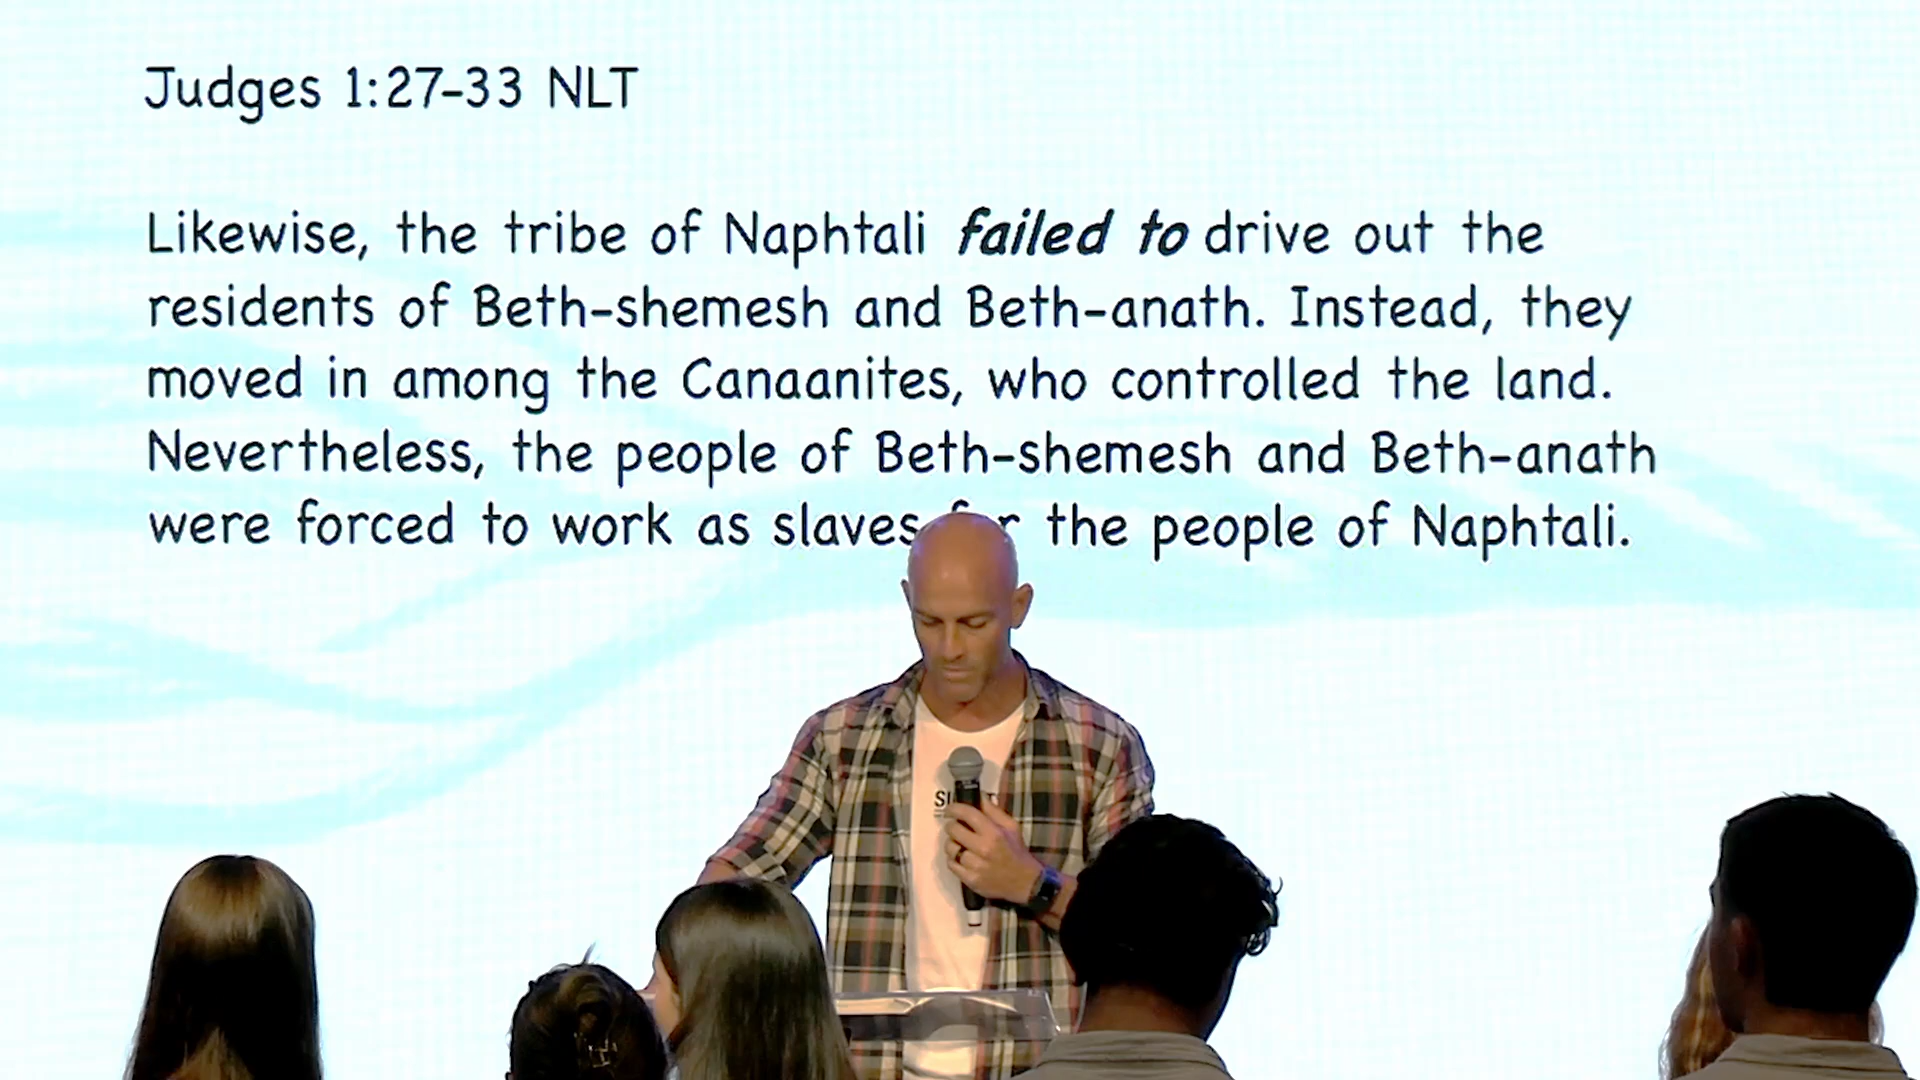 Judges 1:27-33 NLT
Likewise, the tribe of Naphtali failed to drive out the
residents of Beth-shemesh and Beth-anath. Instead, they
moved in among the Canaanites, who controlled the land.
Nevertheless, the people of Beth-shemesh and Beth-anath
were forced to work as slaves the people of Naphtali.